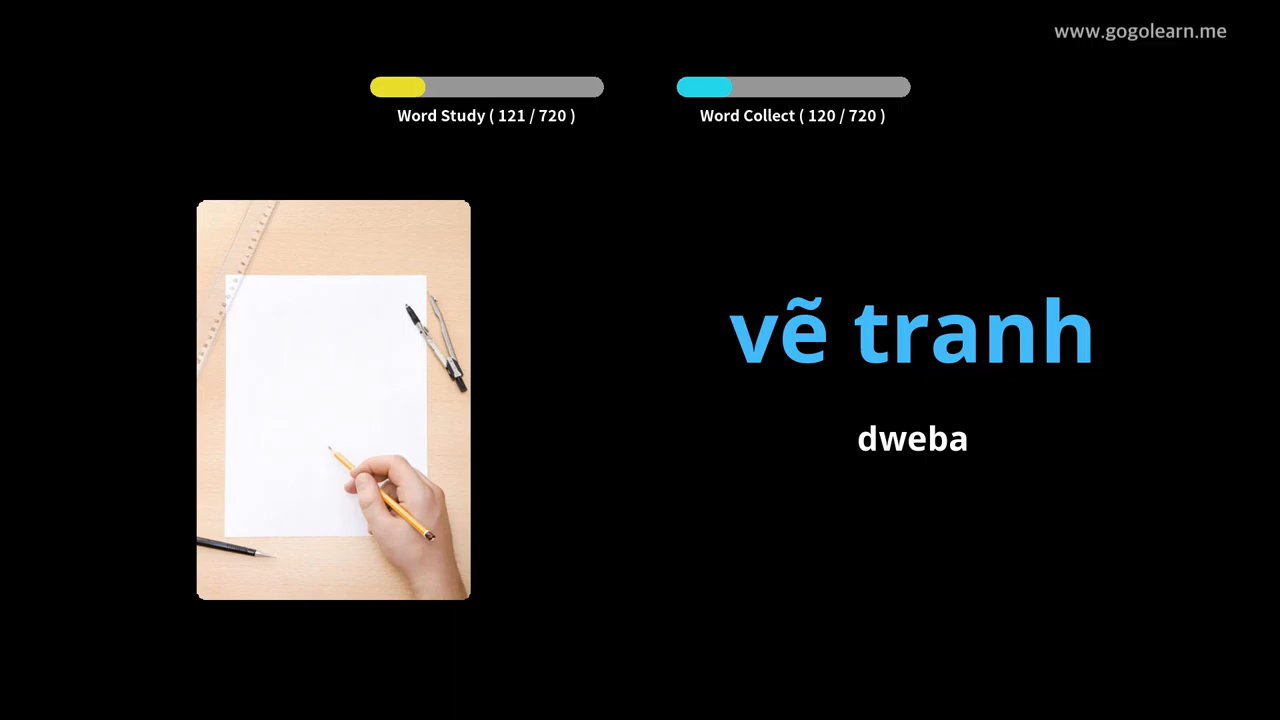 www.gogolearn.me
Word Study ( 121 / 720 )
Word Collect ( 120 / 720 )
vẽ tranh
dweba